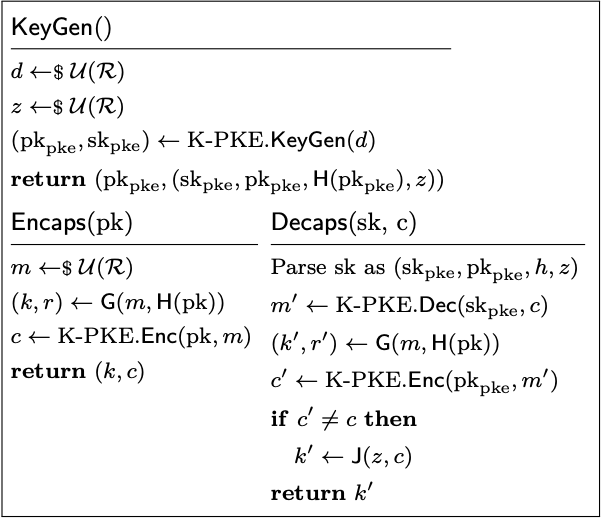 KeyGen()
d ←$ 𝒰(ℛ)
z ←$ 𝒰(ℛ)
(pk_pke, sk_pke) ← K-PKE.KeyGen(d)
return (pk_pke, (sk_pke, pk_pke, H(pk_pke), z))
Encaps(pk)
m ←$ 𝒰(ℛ)
(k, r) ← G(m, H(pk))
c ← K-PKE.Enc(pk, m)
return (k, c)
Decaps(sk, c)
Parse sk as (sk_pke, pk_pke, h, z)
m′ ← K-PKE.Dec(sk_pke, c)
(k′, r′) ← G(m, H(pk))
c′ ← K-PKE.Enc(pk_pke, m′)
if c′ ≠ c then
k′ ← J(z, c)
return k′